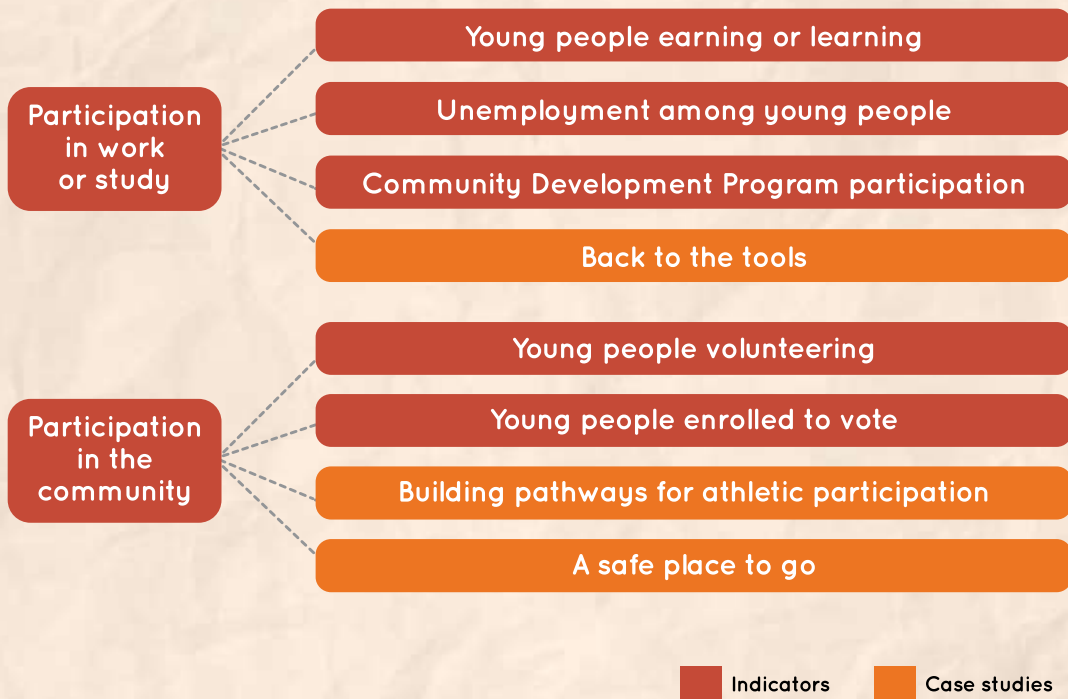 Participation
in work
or study
Young people earning or learning
Unemployment among young people
Community Development Program participation
Back to the tools
Participation
in the
community
Young people volunteering
Young people enrolled to vote
Building pathways for athletic participation
A safe place to go
Indicators
Case studies